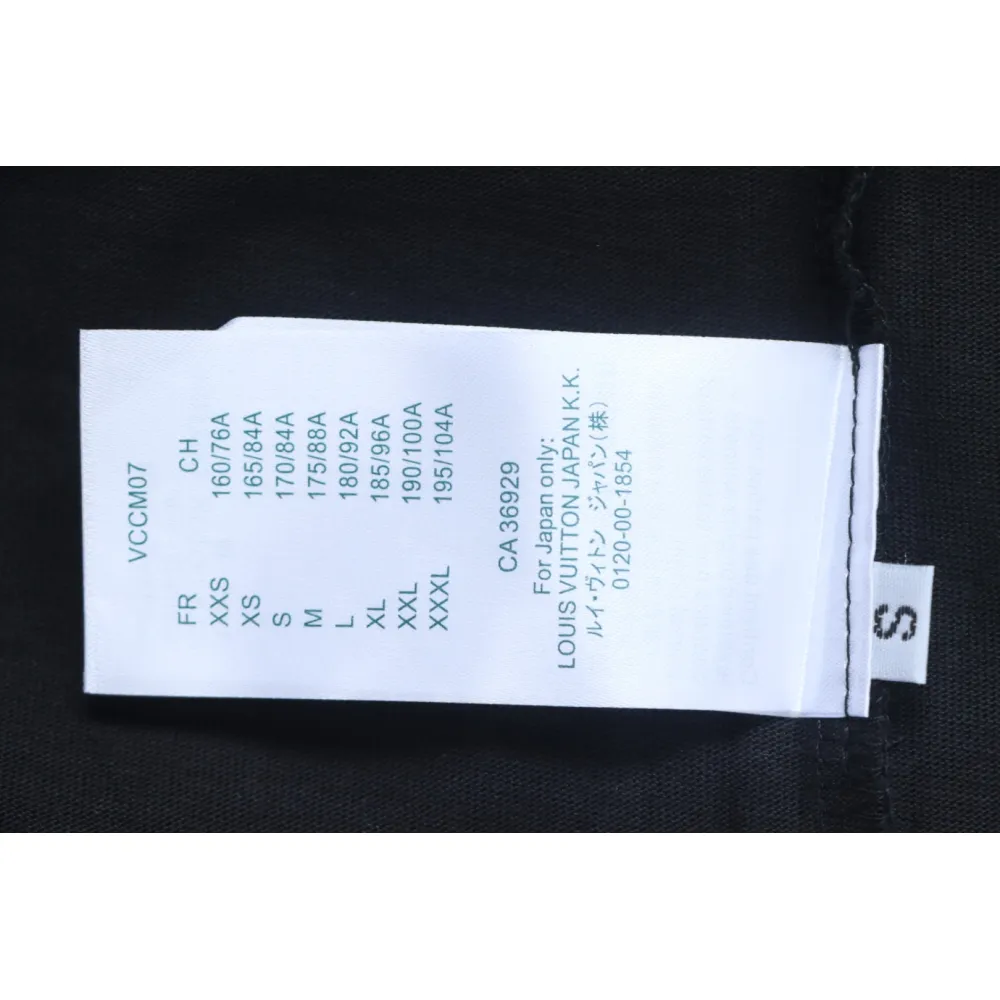 VCCM07
FR CH
XXS 160/76A
XS 165/84A
S 170/84A
M 175/88A
L 180/92A
XL 185/96A
XXL 190/100A
XXXL 195/104A
CA 36929
For Japan only:
LOUIS VUITTON JAPAN K.K.
ルイ・ヴィトン ジャパン(株)
0120-00-1854
S